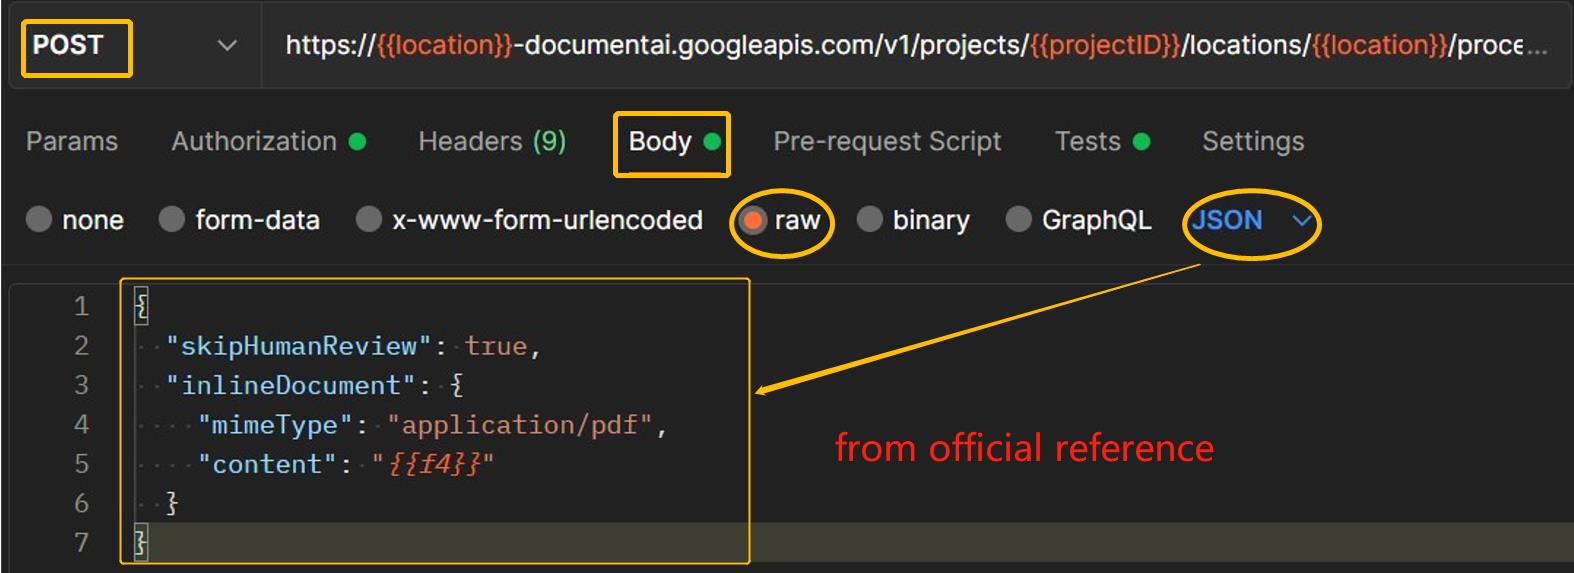 POST https://{{location}}-documentai.googleapis.com/v1/projects/{{projectID}}/locations/{{location}}/proce...
Params Authorization Headers (9) Body Pre-request Script Tests Settings
none form-data x-www-form-urlencoded raw binary GraphQL JSON
1 {
2 "skipHumanReview": true,
3 "inlineDocument": {
4 "mimeType": "application/pdf",
from official reference
5 "content": "{{f4}}"
6 }
7 }